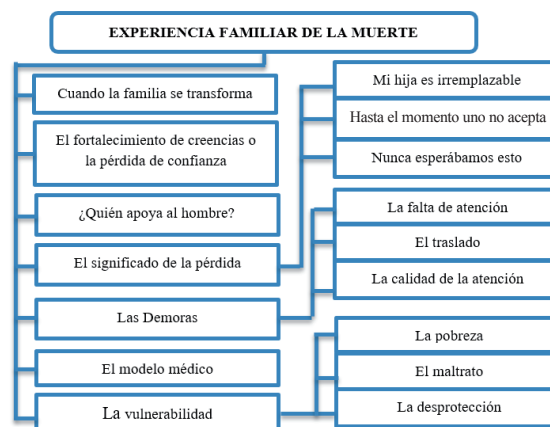 EXPERIENCIA FAMILIAR DE LA MUERTE
Cuando la familia se transforma
El fortalecimiento de creencias o
la pérdida de confianza
¿Quién apoya al hombre?
El significado de la pérdida
Mi hija es irremplazable
Hasta el momento uno no acepta
Nunca esperábamos esto
Las Demoras
La falta de atención
El traslado
La calidad de la atención
El modelo médico
La vulnerabilidad
La pobreza
El maltrato
La desprotección